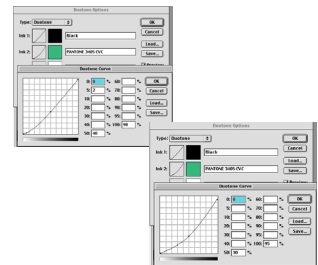 Duotone Options
Type: Duotone
OK
Cancel
Ink 1: Black
Load...
Ink 2: PANTONE 3405 CVC
Save...
Duotone Curve
0: 0 % 60: % OK
5: 2 % 70: % Cancel
10: % 80: %
20: % 90: % Load...
30: % 95: % Save...
40: % 100: 90 %
50: 40 %
Duotone Options
Type: Duotone
OK
Cancel
Ink 1: Black
Load...
Ink 2: PANTONE 3405 CVC
Save...
Duotone Curve
0: 0 % 60: % OK
5: % 70: % Cancel
10: % 80: %
20: % 90: % Load...
30: % 95: % Save...
40: % 100: 95 %
50: 30 %